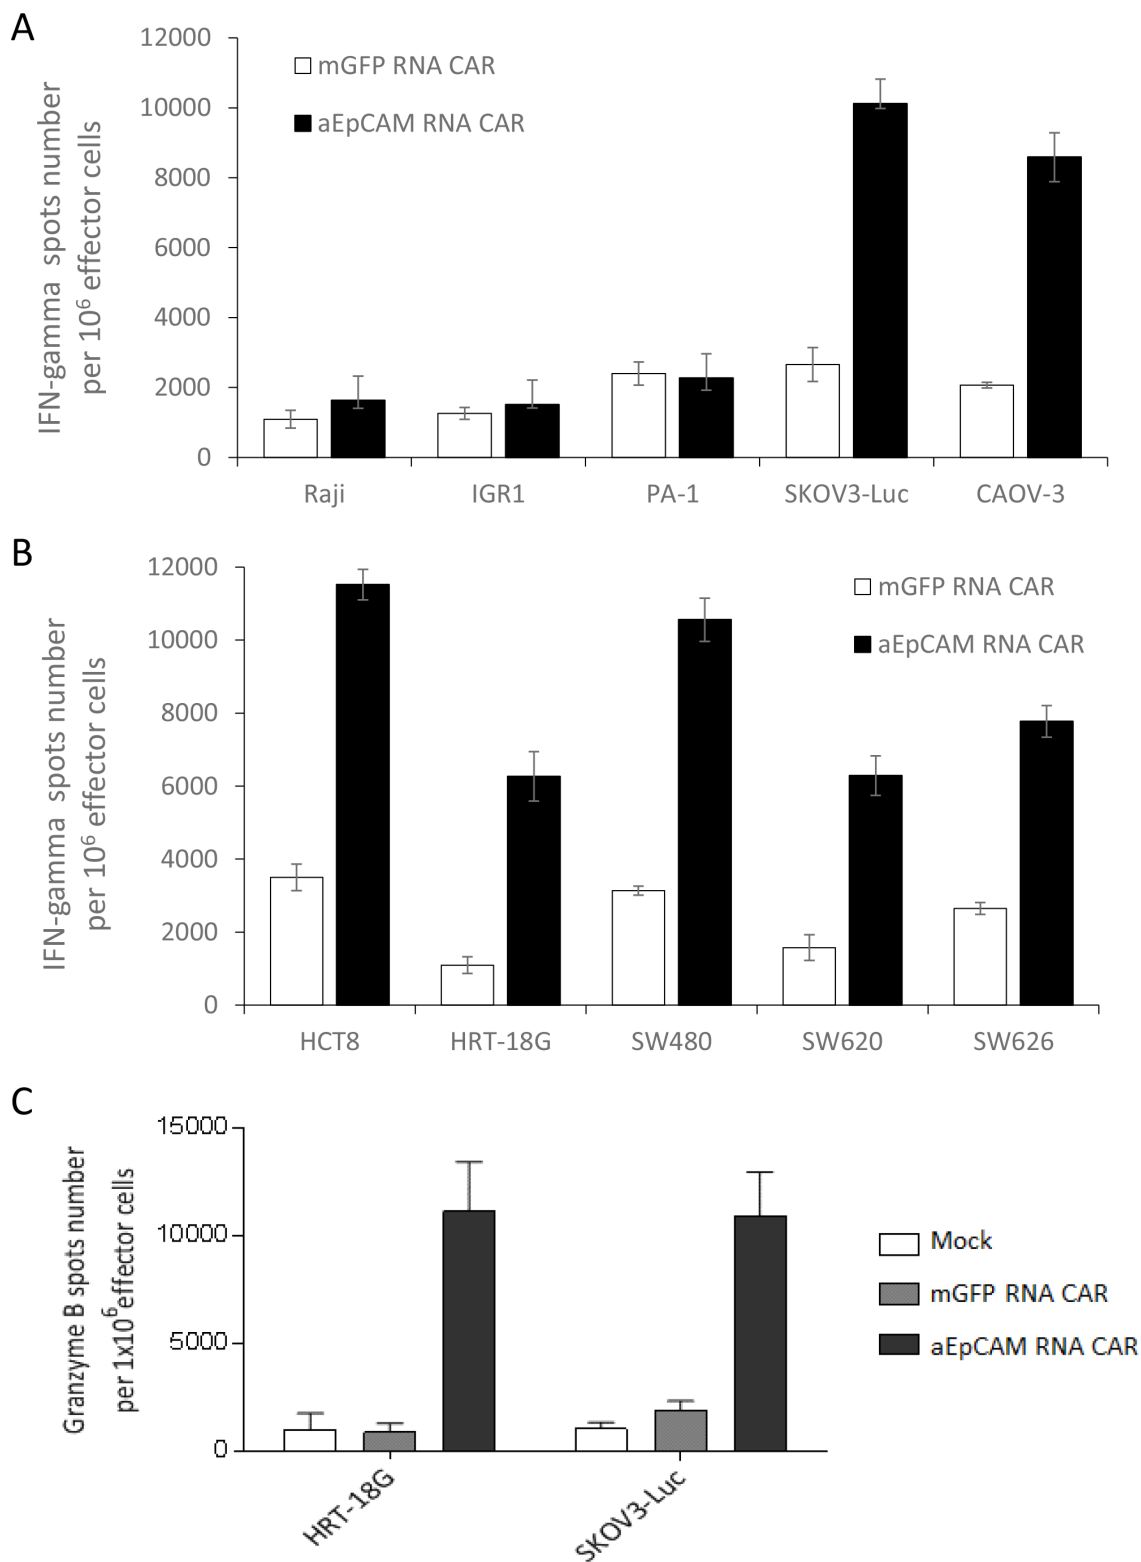 A
12000
10000
8000
6000
4000
2000
0
IFN-gamma spots number
per 10⁶ effector cells
mGFP RNA CAR
aEpCAM RNA CAR
Raji
IGR1
PA-1
SKOV3-Luc
CAOV-3
B
12000
10000
8000
6000
4000
2000
0
IFN-gamma spots number
per 10⁶ effector cells
mGFP RNA CAR
aEpCAM RNA CAR
HCT8
HRT-18G
SW480
SW620
SW626
C
15000
10000
5000
0
Granzyme B spots number
per 1x10⁶effector cells
Mock
mGFP RNA CAR
aEpCAM RNA CAR
HRT-18G
SKOV3-Luc